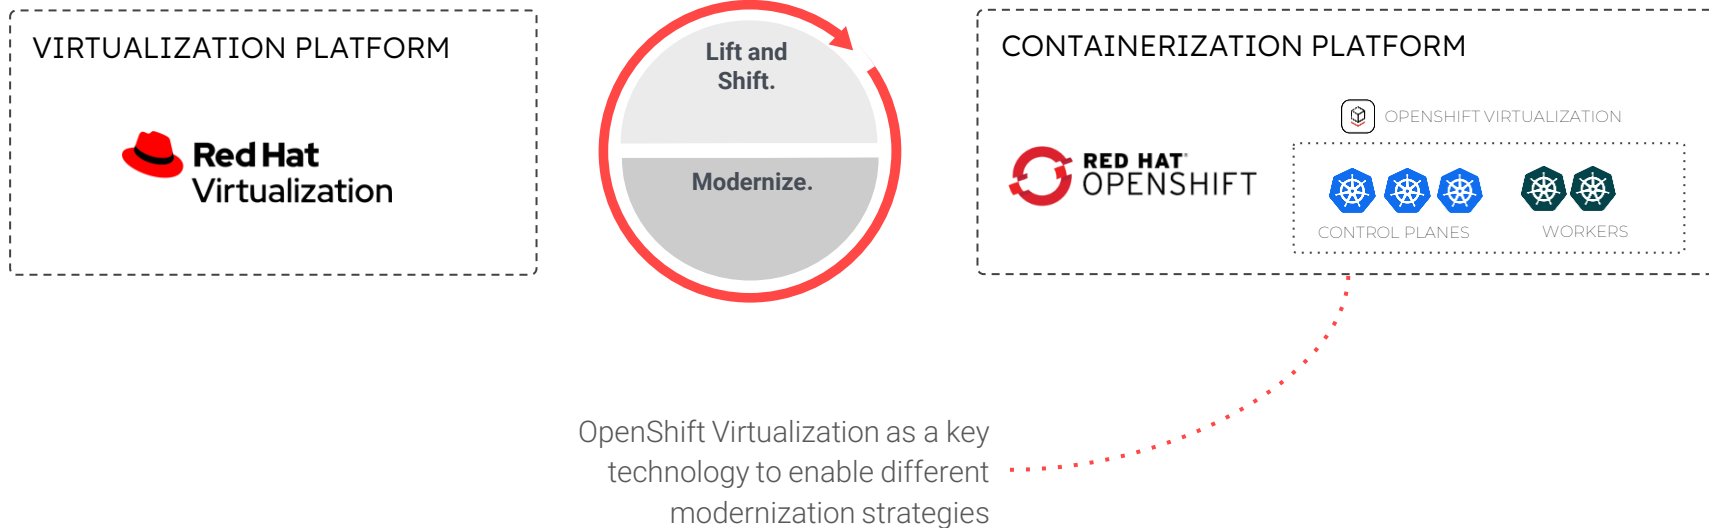 VIRTUALIZATION PLATFORM
Red Hat
Virtualization
Lift and
Shift.
Modernize.
CONTAINERIZATION PLATFORM
OPENSHIFT VIRTUALIZATION
RED HAT®
OPENSHIFT
CONTROL PLANES
WORKERS
OpenShift Virtualization as a key
technology to enable different
modernization strategies